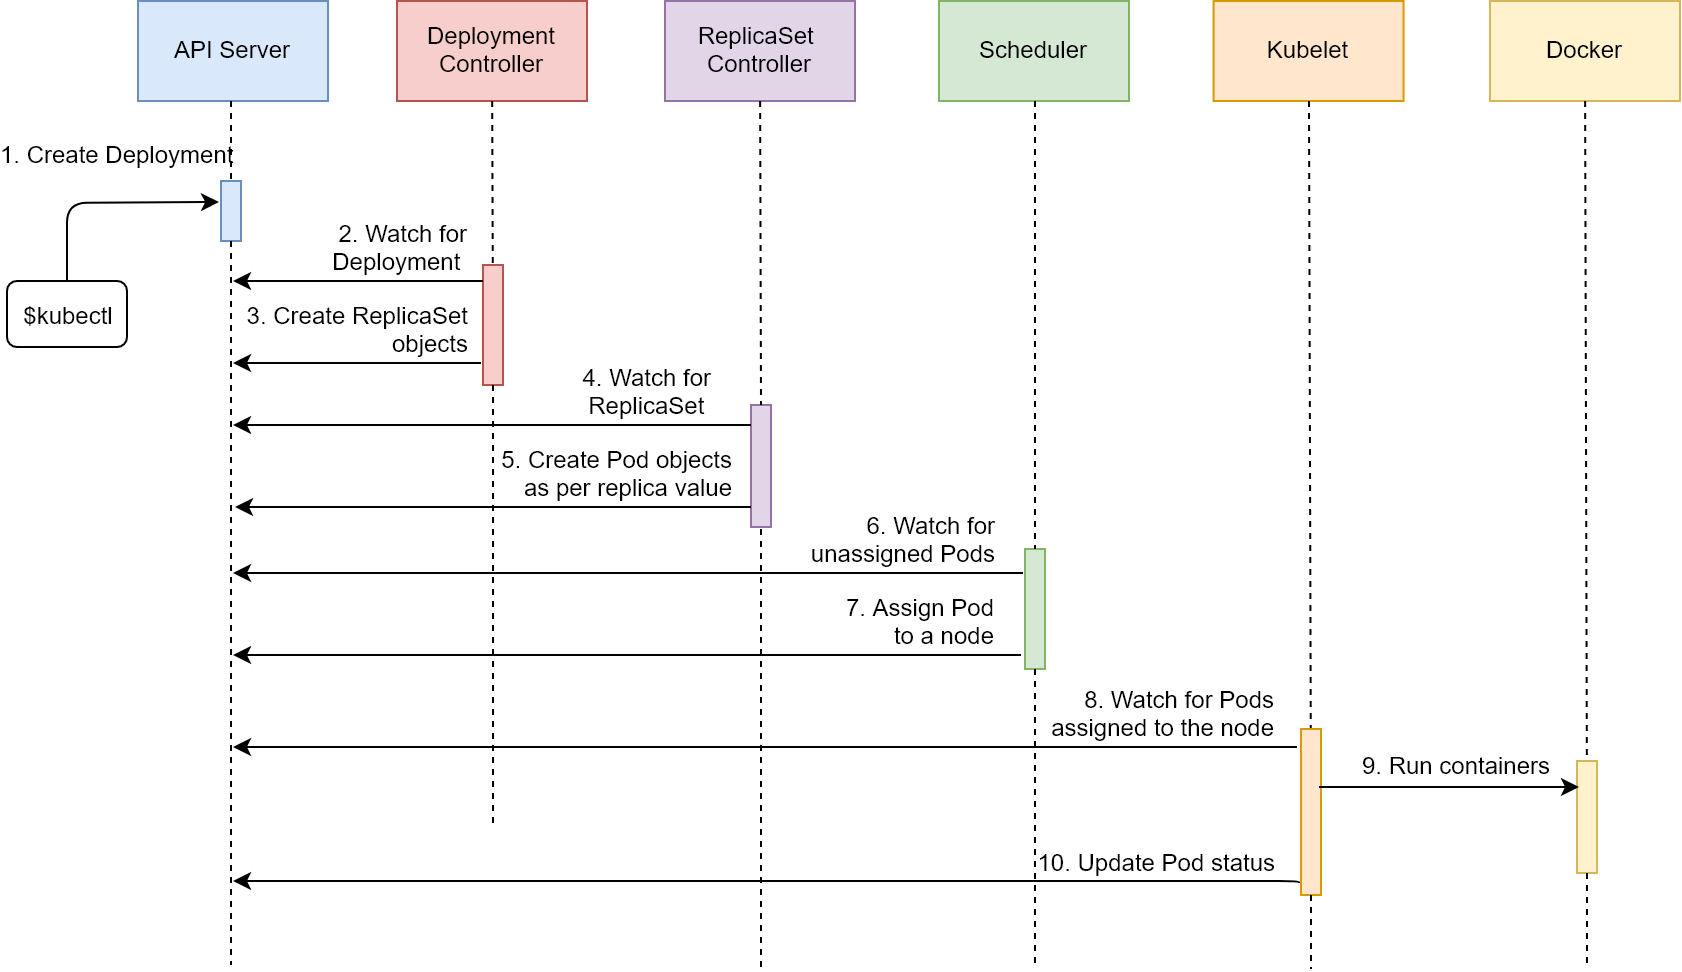 API Server
Deployment
Controller
ReplicaSet
Controller
Scheduler
Kubelet
Docker
1. Create Deployment
2. Watch for
Deployment
$kubectl
3. Create ReplicaSet
objects
4. Watch for
ReplicaSet
5. Create Pod objects
as per replica value
6. Watch for
unassigned Pods
7. Assign Pod
to a node
8. Watch for Pods
assigned to the node
9. Run containers
10. Update Pod status